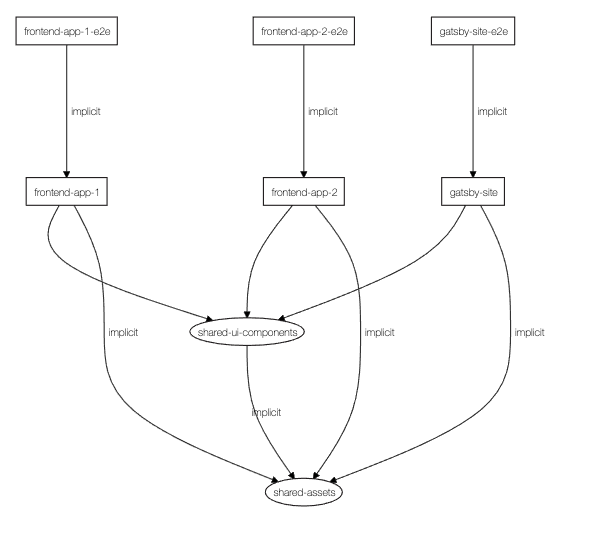 frontend-app-1-e2e
frontend-app-2-e2e
gatsby-site-e2e
implicit
implicit
implicit
frontend-app-1
frontend-app-2
gatsby-site
shared-ui-components
implicit
implicit
implicit
implicit
shared-assets